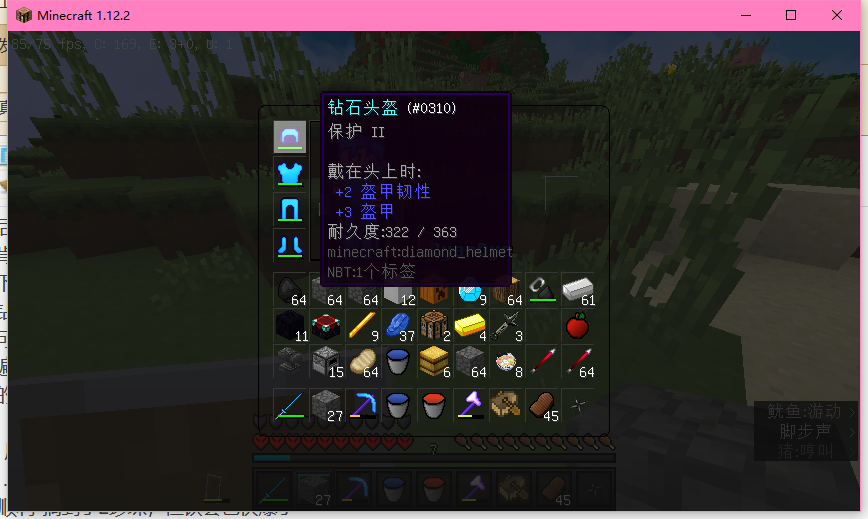 Minecraft 1.12.2
钻石头盔 (#0310)
保护 II
戴在头上时:
+2 盔甲韧性
+3 盔甲
耐久度:322 / 363
minecraft:diamond_helmet
NBT:1个标签
64 64 64 12 9 64 61
11 9 37 2 4 3
15 64 6 64 8 64
27 45
鱿鱼:游动 >
脚步声 >
猪:哼叫 >
7
27 45